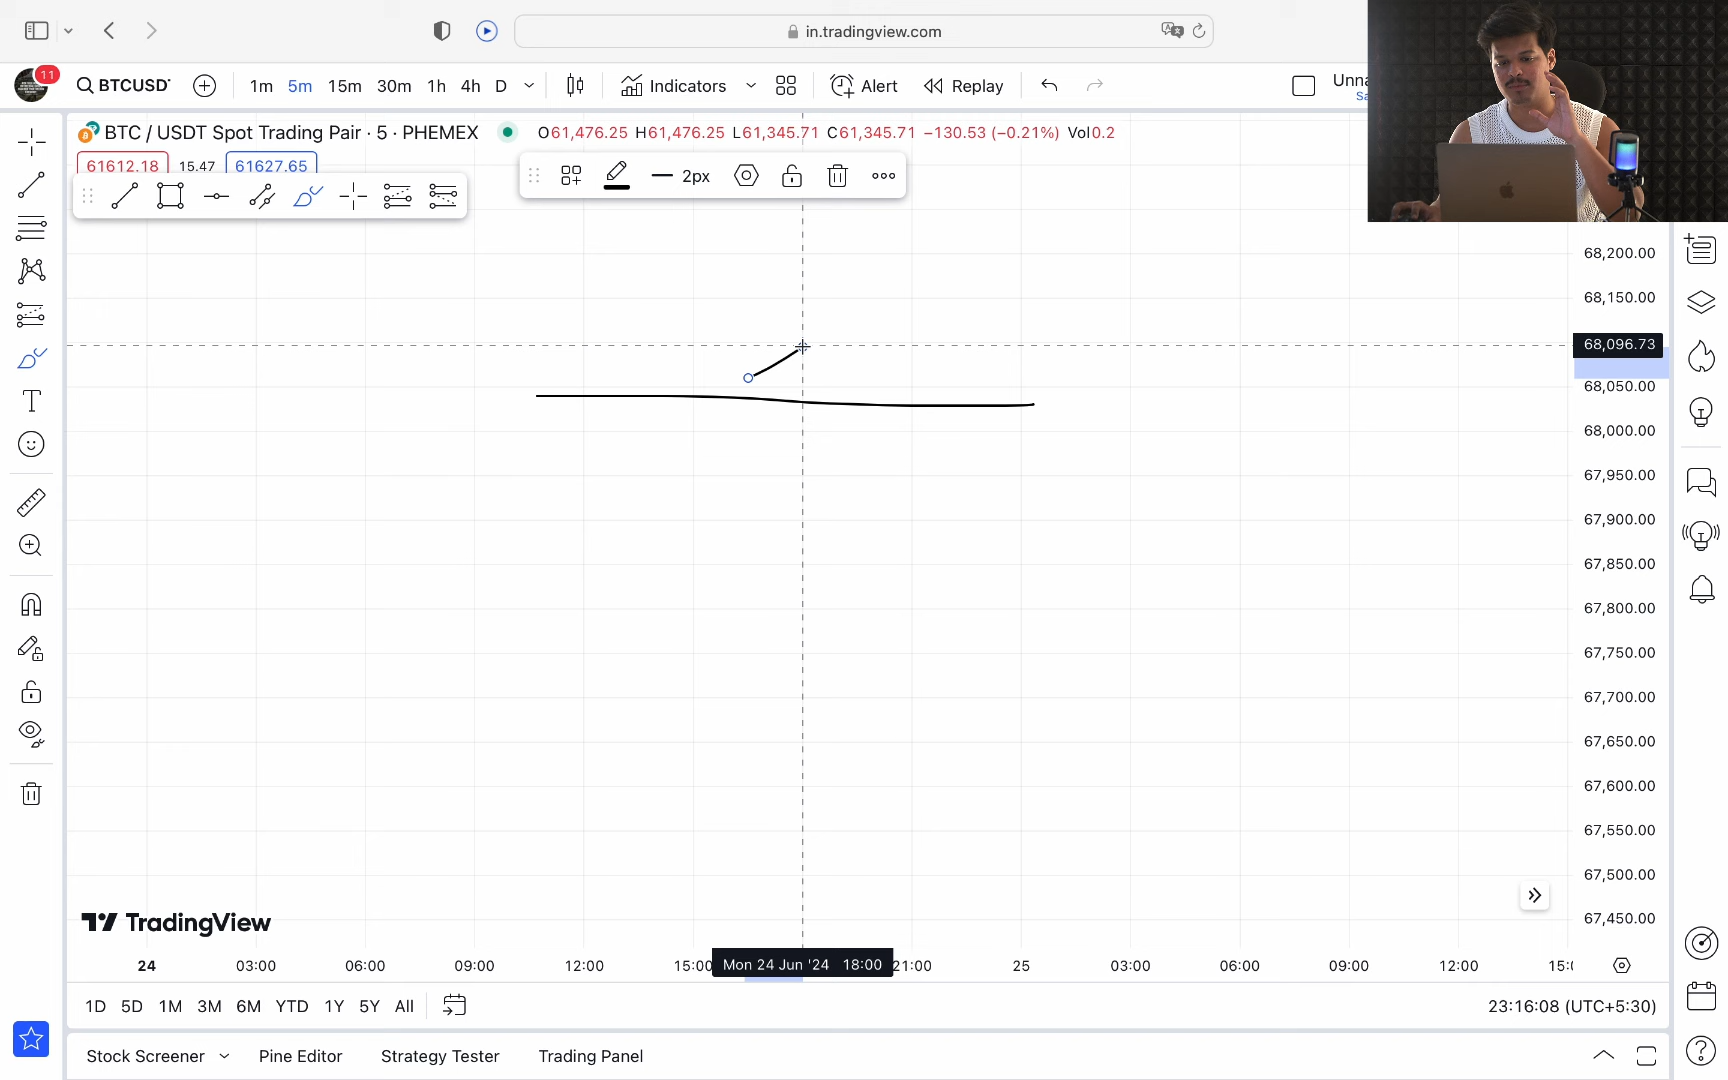 in.tradingview.com
11
BTCUSD
1m 5m 15m 30m 1h 4h D
Indicators
Alert
Replay
Unna
Sa
BTC / USDT Spot Trading Pair · 5 · PHEMEX
O61,476.25 H61,476.25 L61,345.71 C61,345.71 −130.53 (−0.21%) Vol0.2
61612.18 15.47 61627.65
2px
68,200.00
68,150.00
68,096.73
68,050.00
68,000.00
67,950.00
67,900.00
67,850.00
67,800.00
67,750.00
67,700.00
67,650.00
67,600.00
67,550.00
67,500.00
67,450.00
TradingView
24 03:00 06:00 09:00 12:00 15:00 Mon 24 Jun '24 18:00 21:00 25 03:00 06:00 09:00 12:00 15:
1D 5D 1M 3M 6M YTD 1Y 5Y All
23:16:08 (UTC+5:30)
Stock Screener Pine Editor Strategy Tester Trading Panel